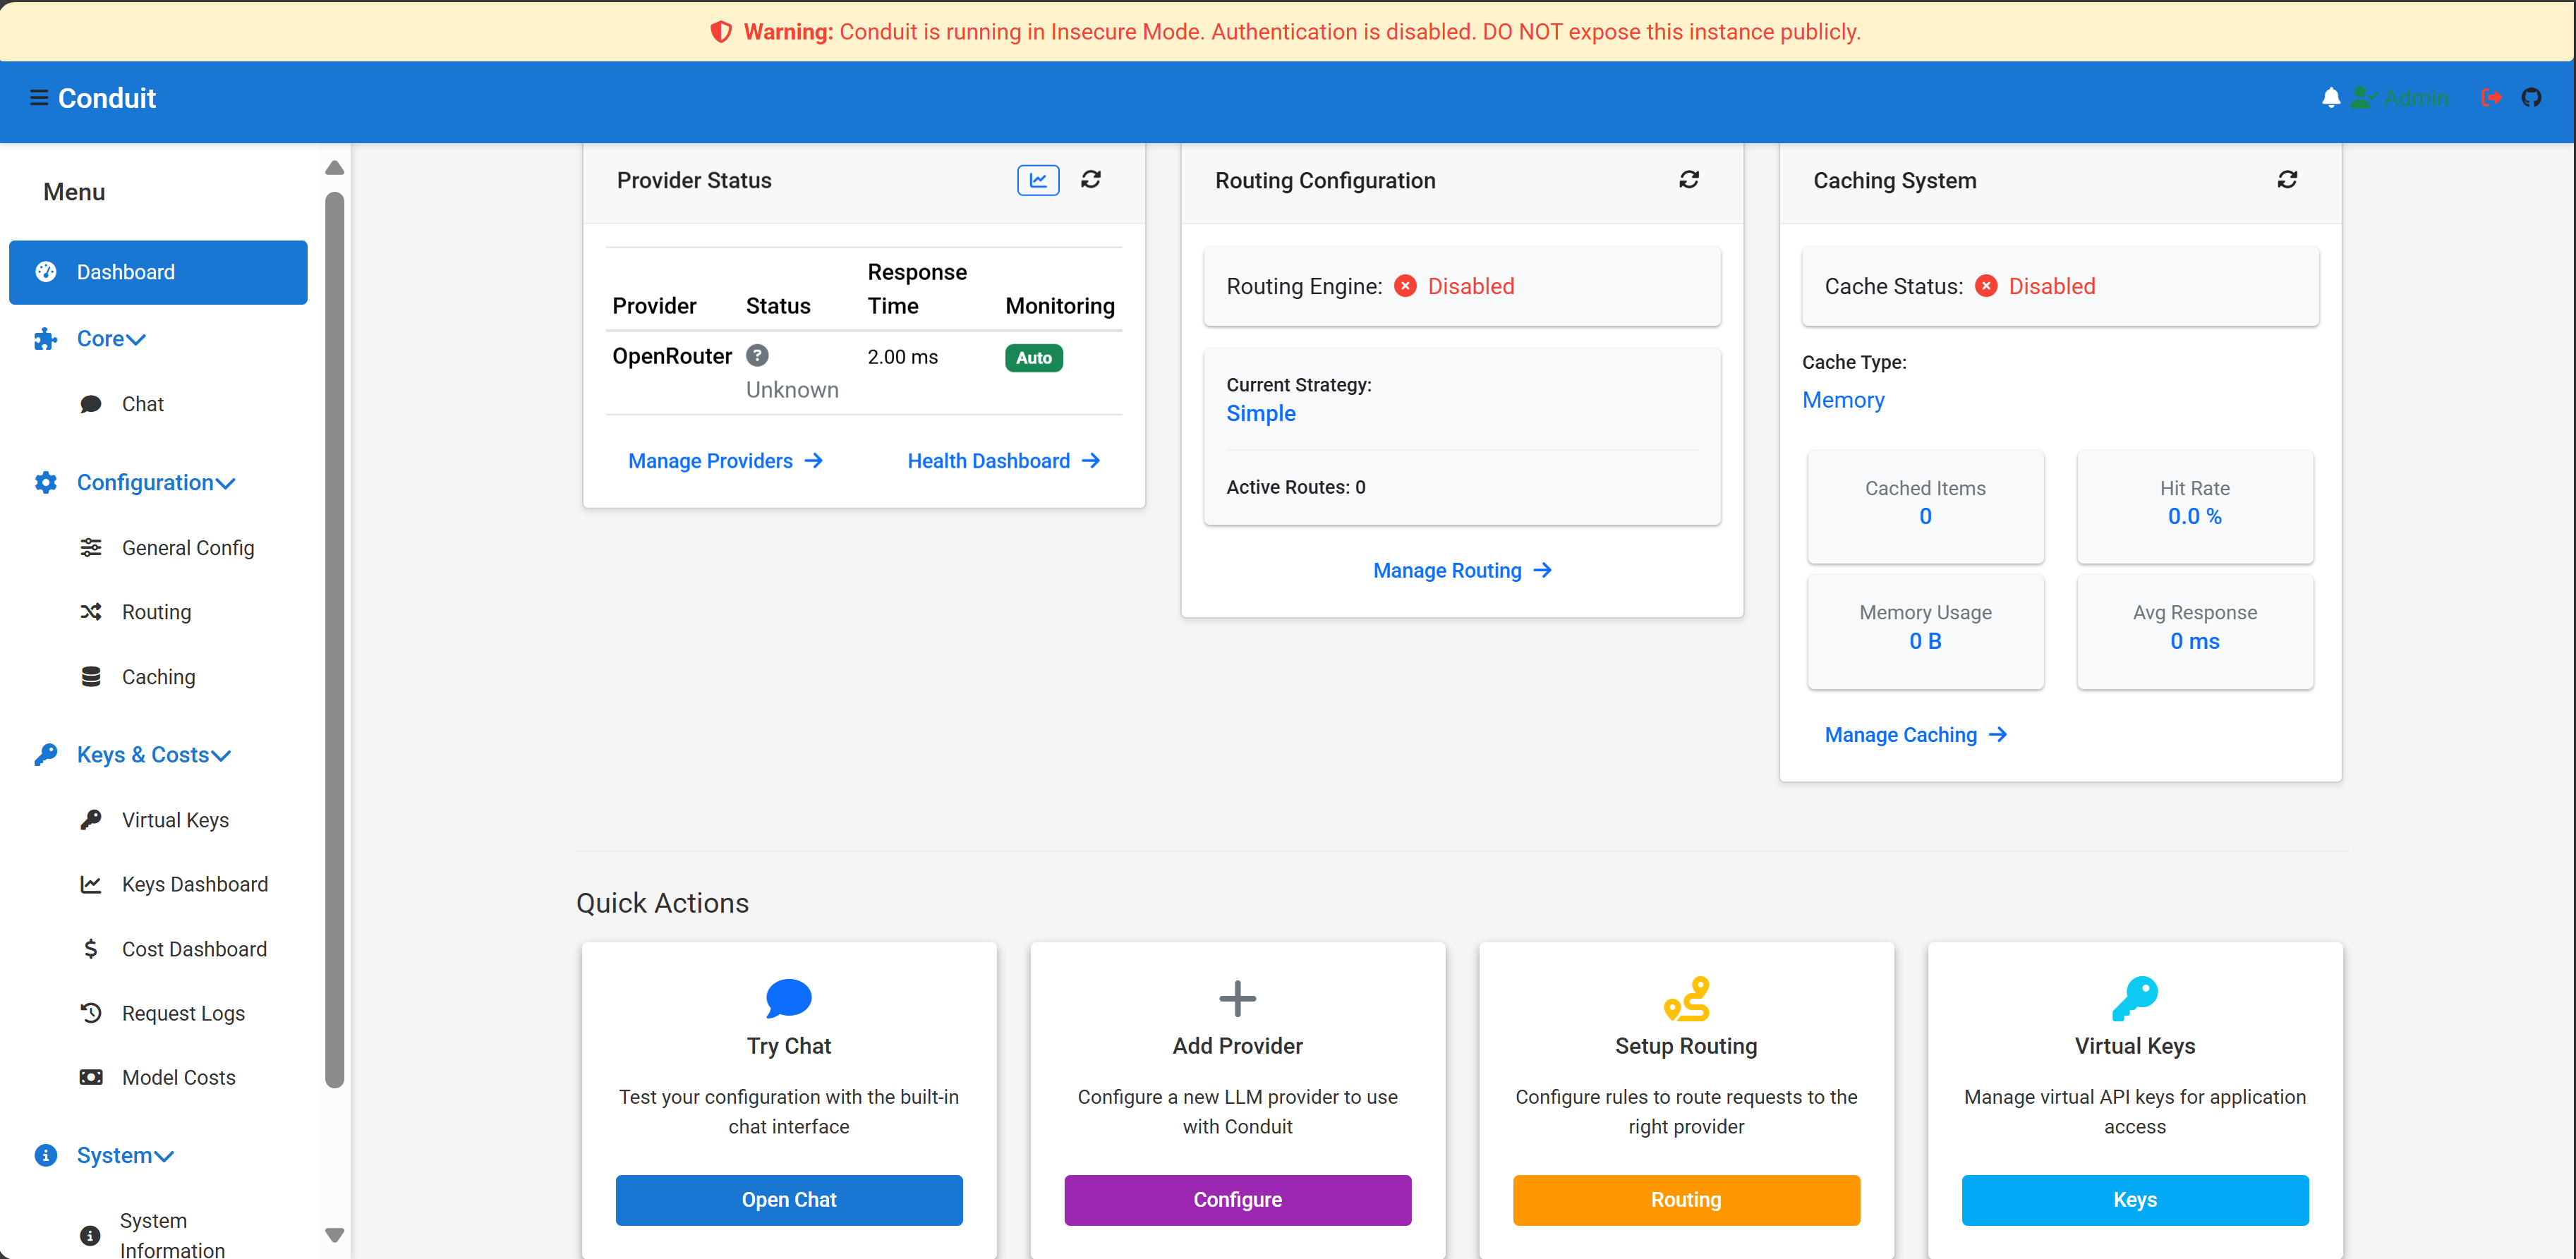 Warning: Conduit is running in Insecure Mode. Authentication is disabled. DO NOT expose this instance publicly.
Conduit
Admin
Menu
Dashboard
Core
Chat
Configuration
General Config
Routing
Caching
Keys & Costs
Virtual Keys
Keys Dashboard
Cost Dashboard
Request Logs
Model Costs
System
System
Information
Provider Status
Provider Status Response Time Monitoring
OpenRouter Unknown 2.00 ms Auto
Manage Providers Health Dashboard
Routing Configuration
Routing Engine: Disabled
Current Strategy:
Simple
Active Routes: 0
Manage Routing
Caching System
Cache Status: Disabled
Cache Type:
Memory
Cached Items
0
Hit Rate
0.0 %
Memory Usage
0 B
Avg Response
0 ms
Manage Caching
Quick Actions
Try Chat
Test your configuration with the built-in
chat interface
Open Chat
Add Provider
Configure a new LLM provider to use
with Conduit
Configure
Setup Routing
Configure rules to route requests to the
right provider
Routing
Virtual Keys
Manage virtual API keys for application
access
Keys